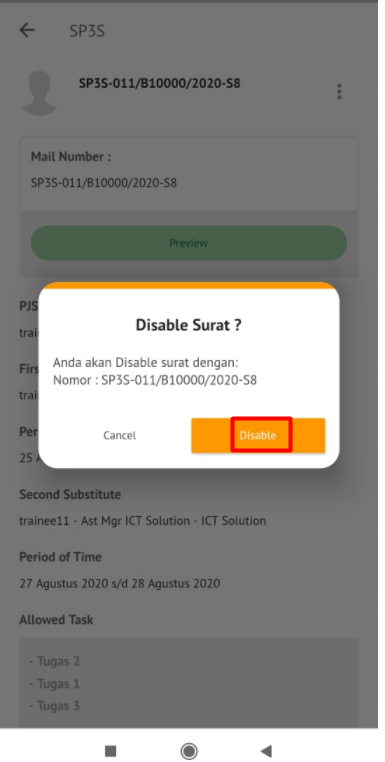 SP3S
SP3S-011/B10000/2020-S8
Mail Number :
SP3S-011/B10000/2020-S8
Preview
PJS
trai
Disable Surat ?
Anda akan Disable surat dengan:
Nomor : SP3S-011/B10000/2020-S8
Cancel
Disable
Firs
trai
Per
25 A
Second Substitute
trainee11 - Ast Mgr ICT Solution - ICT Solution
Period of Time
27 Agustus 2020 s/d 28 Agustus 2020
Allowed Task
- Tugas 2
- Tugas 1
- Tugas 3